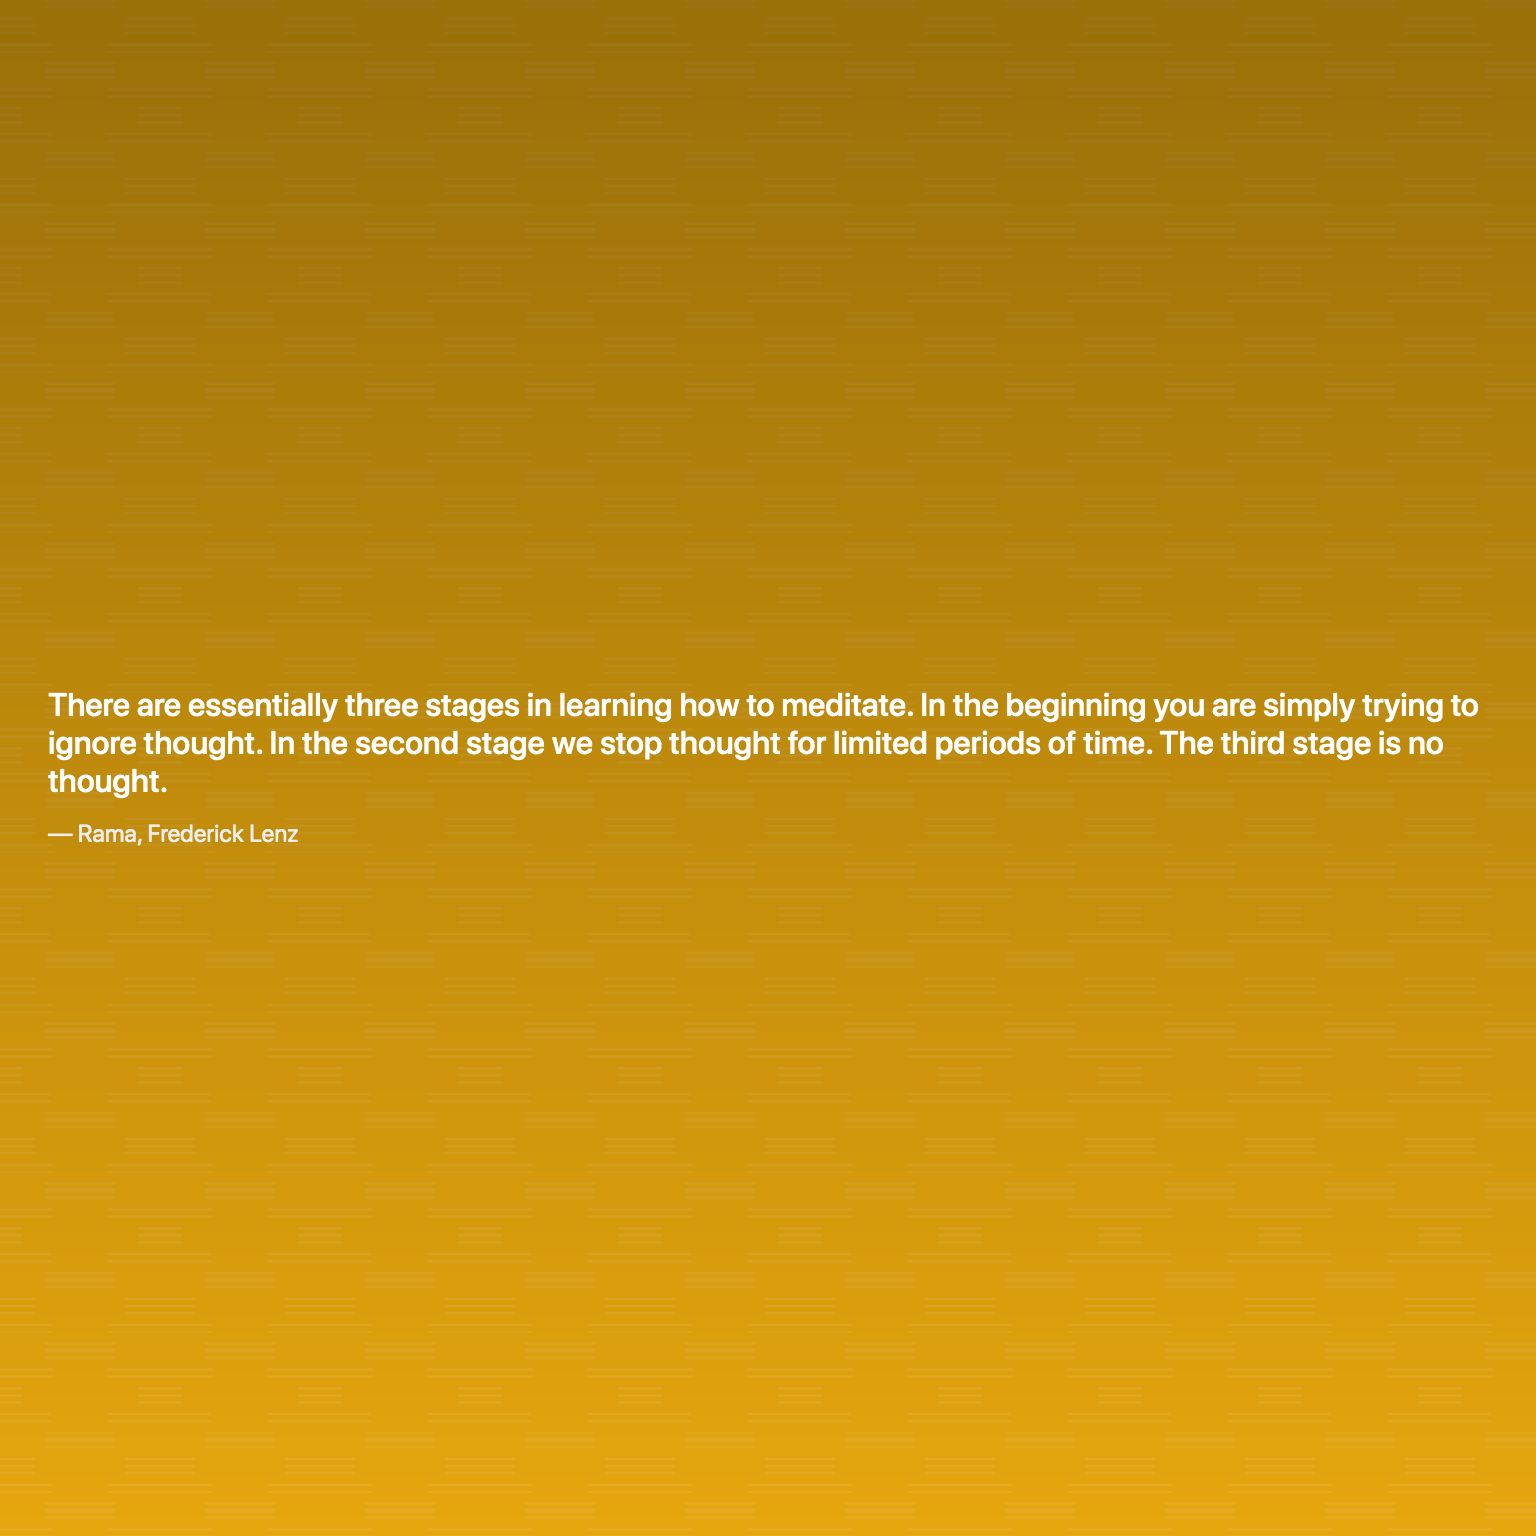 There are essentially three stages in learning how to meditate. In the beginning you are simply trying to
ignore thought. In the second stage we stop thought for limited periods of time. The third stage is no
thought.
— Rama, Frederick Lenz